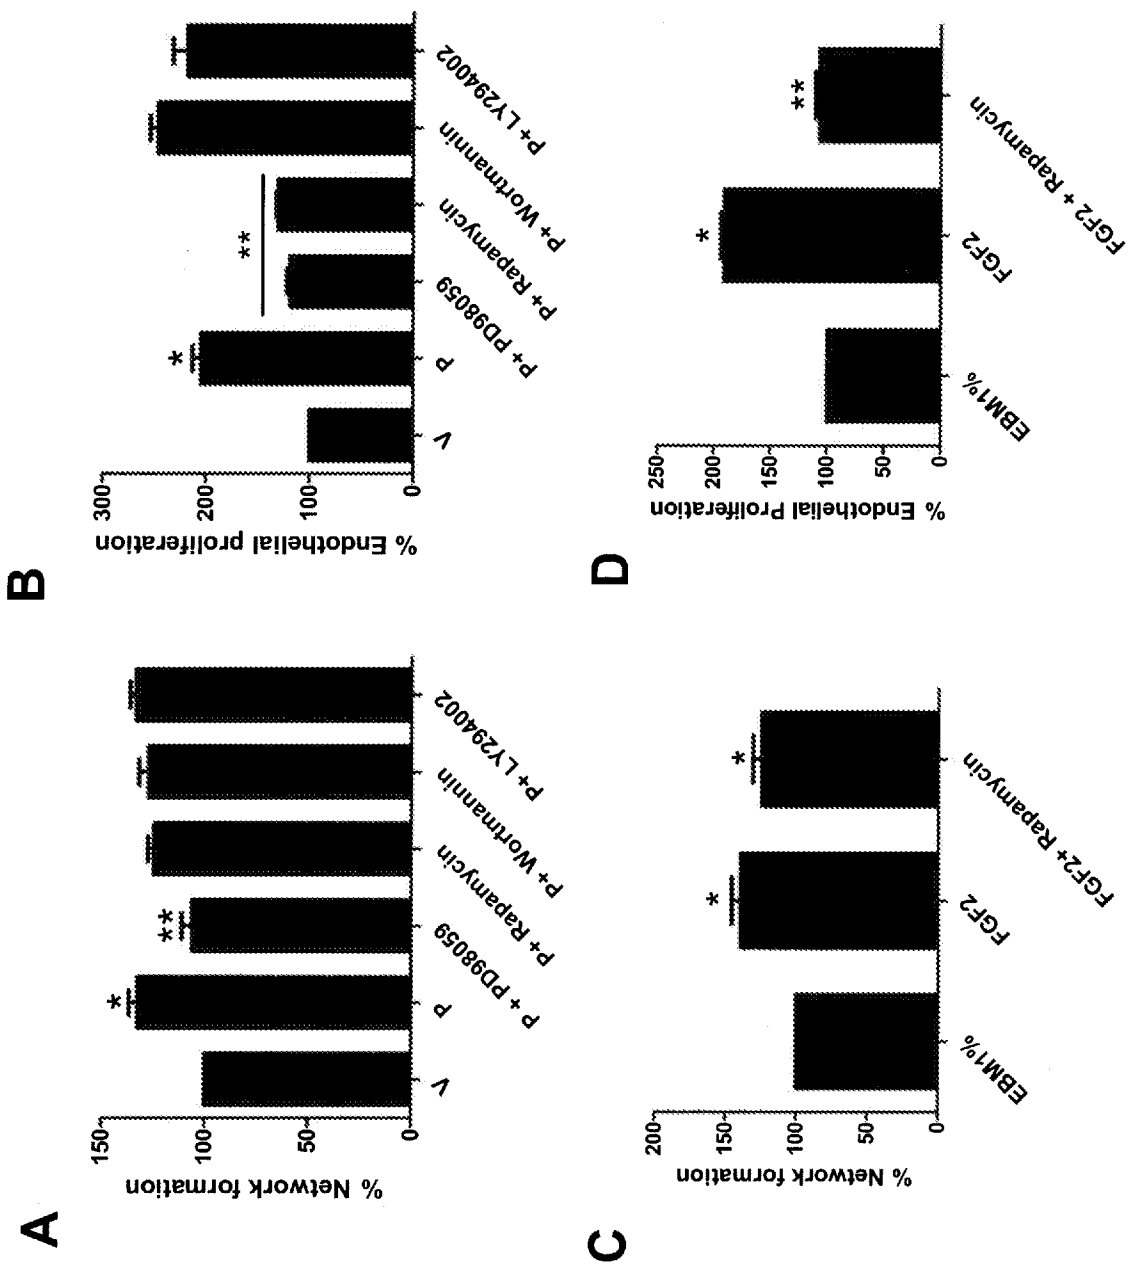 A
% Network formation
150
100
50
0
*
**
V
P
P+ PD98059
P+ Rapamycin
P+ Wortmannin
P+ LY294002
B
% Endothelial proliferation
300
200
100
0
*
**
V
P
P+ PD98059
P+ Rapamycin
P+ Wortmannin
P+ LY294002
C
% Network formation
200
150
100
50
0
*
*
EBM1%
FGF2
FGF2+ Rapamycin
D
% Endothelial Proliferation
250
200
150
100
50
0
*
**
EBM1%
FGF2
FGF2 + Rapamycin